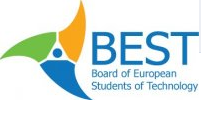 BEST
Board of European
Students of Technology